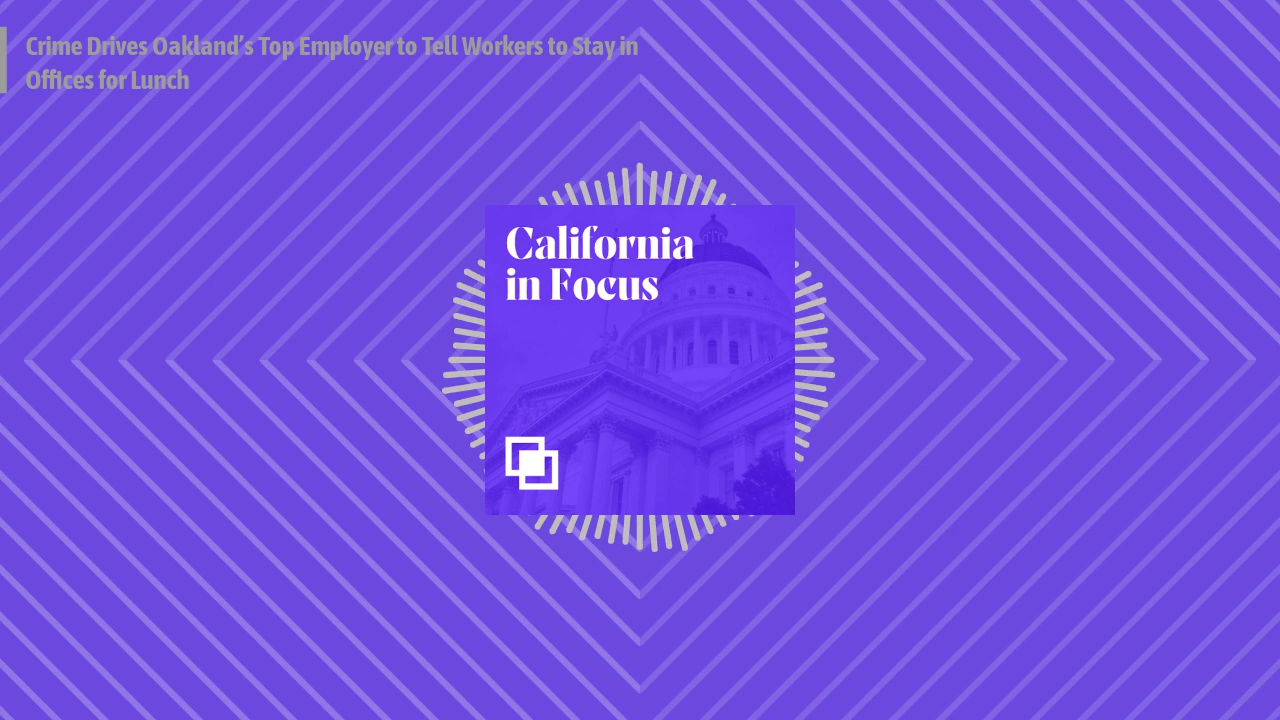 Crime Drives Oakland’s Top Employer to Tell Workers to Stay in
Offices for Lunch
California
in Focus